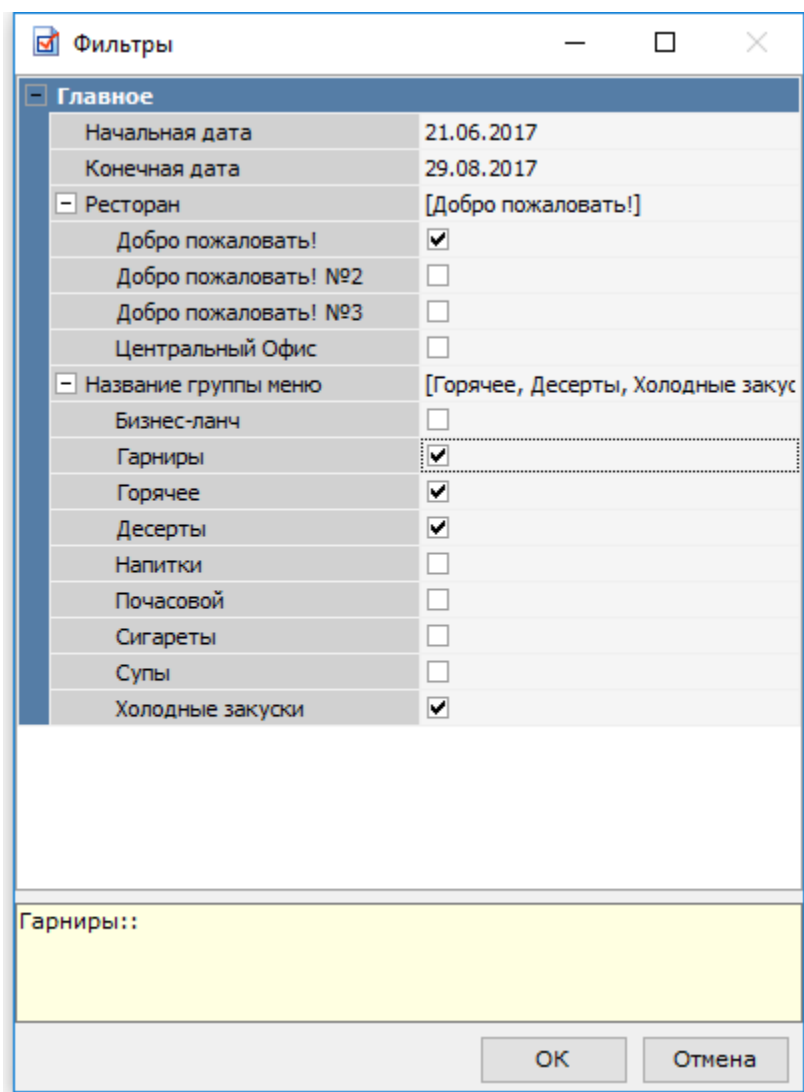 Фильтры
Главное
Начальная дата 21.06.2017
Конечная дата 29.08.2017
Ресторан [Добро пожаловать!]
Добро пожаловать!
Добро пожаловать! №2
Добро пожаловать! №3
Центральный Офис
Название группы меню [Горячее, Десерты, Холодные закус
Бизнес-ланч
Гарниры
Горячее
Десерты
Напитки
Почасовой
Сигареты
Супы
Холодные закуски
Гарниры::
OK Отмена